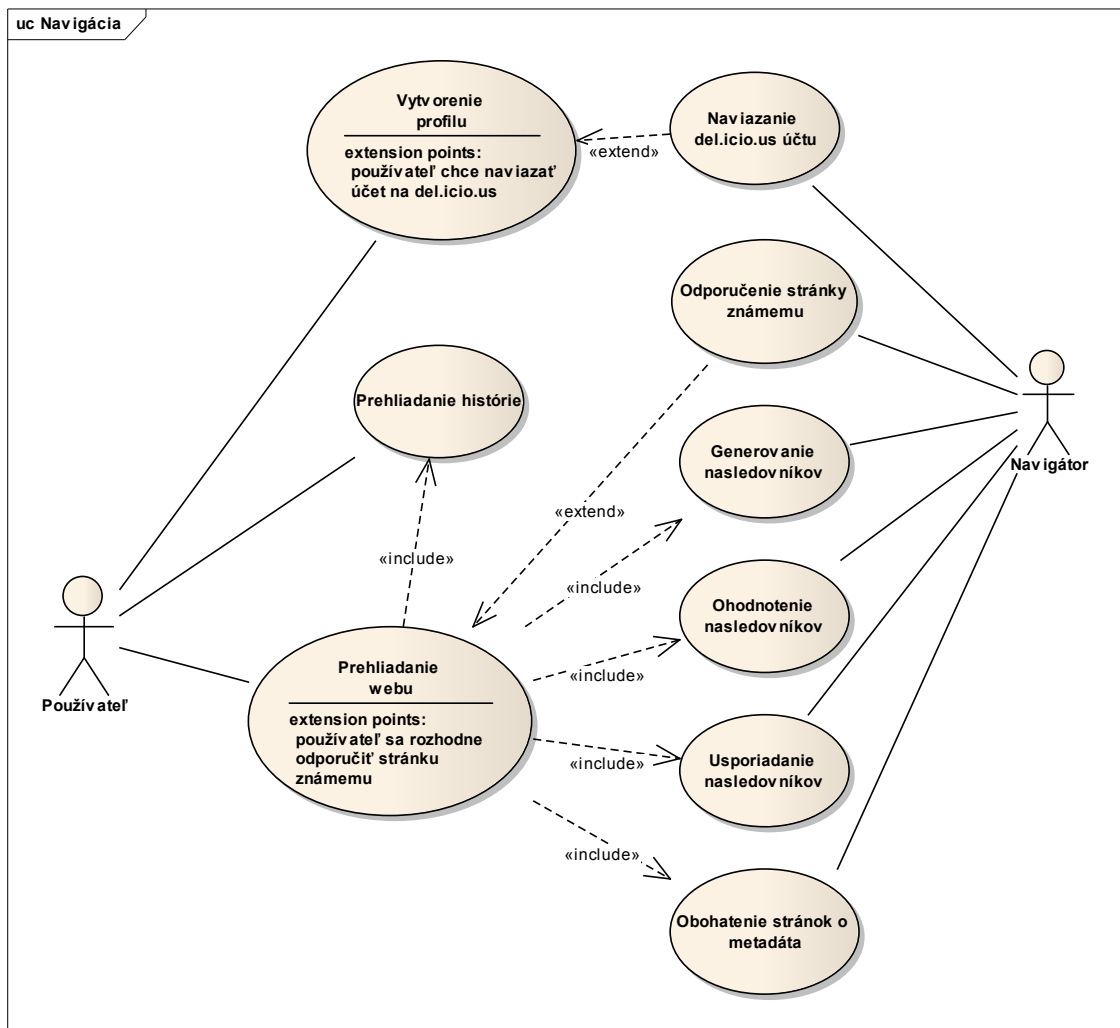 uc Navigácia
Vytvorenie
profilu
extension points:
používateľ chce naviazať
účet na del.icio.us
Naviazanie
del.icio.us účtu
«extend»
Odporučenie stránky
známemu
Prehliadanie histórie
Generovanie
nasledovníkov
Navigátor
«extend»
«include»
«include»
Ohodnotenie
nasledovníkov
Používateľ
Prehliadanie
webu
extension points:
používateľ sa rozhodne
odporučiť stránku
známemu
«include»
«include»
Usporiadanie
nasledovníkov
«include»
Obohatenie stránok o
metadáta